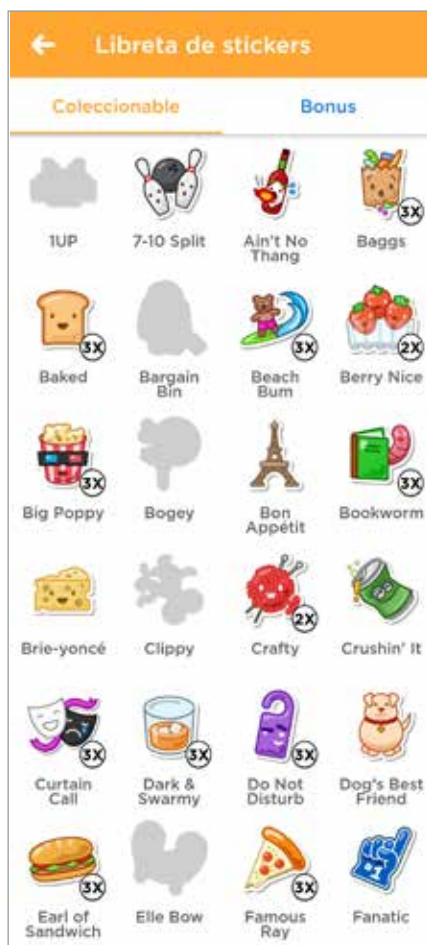 Libreta de stickers
Coleccionable Bonus
1UP 7-10 Split Ain't No Thang 3X Baggs
3X Baked Bargain Bin 3X Beach Bum 2X Berry Nice
3X Big Poppy Bogey Bon Appétit 3X Bookworm
Brie-yoncé Clippy 2X Crafty Crushin' It
3X Curtain Call 3X Dark & Swarmy 3X Do Not Disturb Dog's Best Friend
3X Earl of Sandwich Elle Bow 3X Famous Ray #1 Fanatic